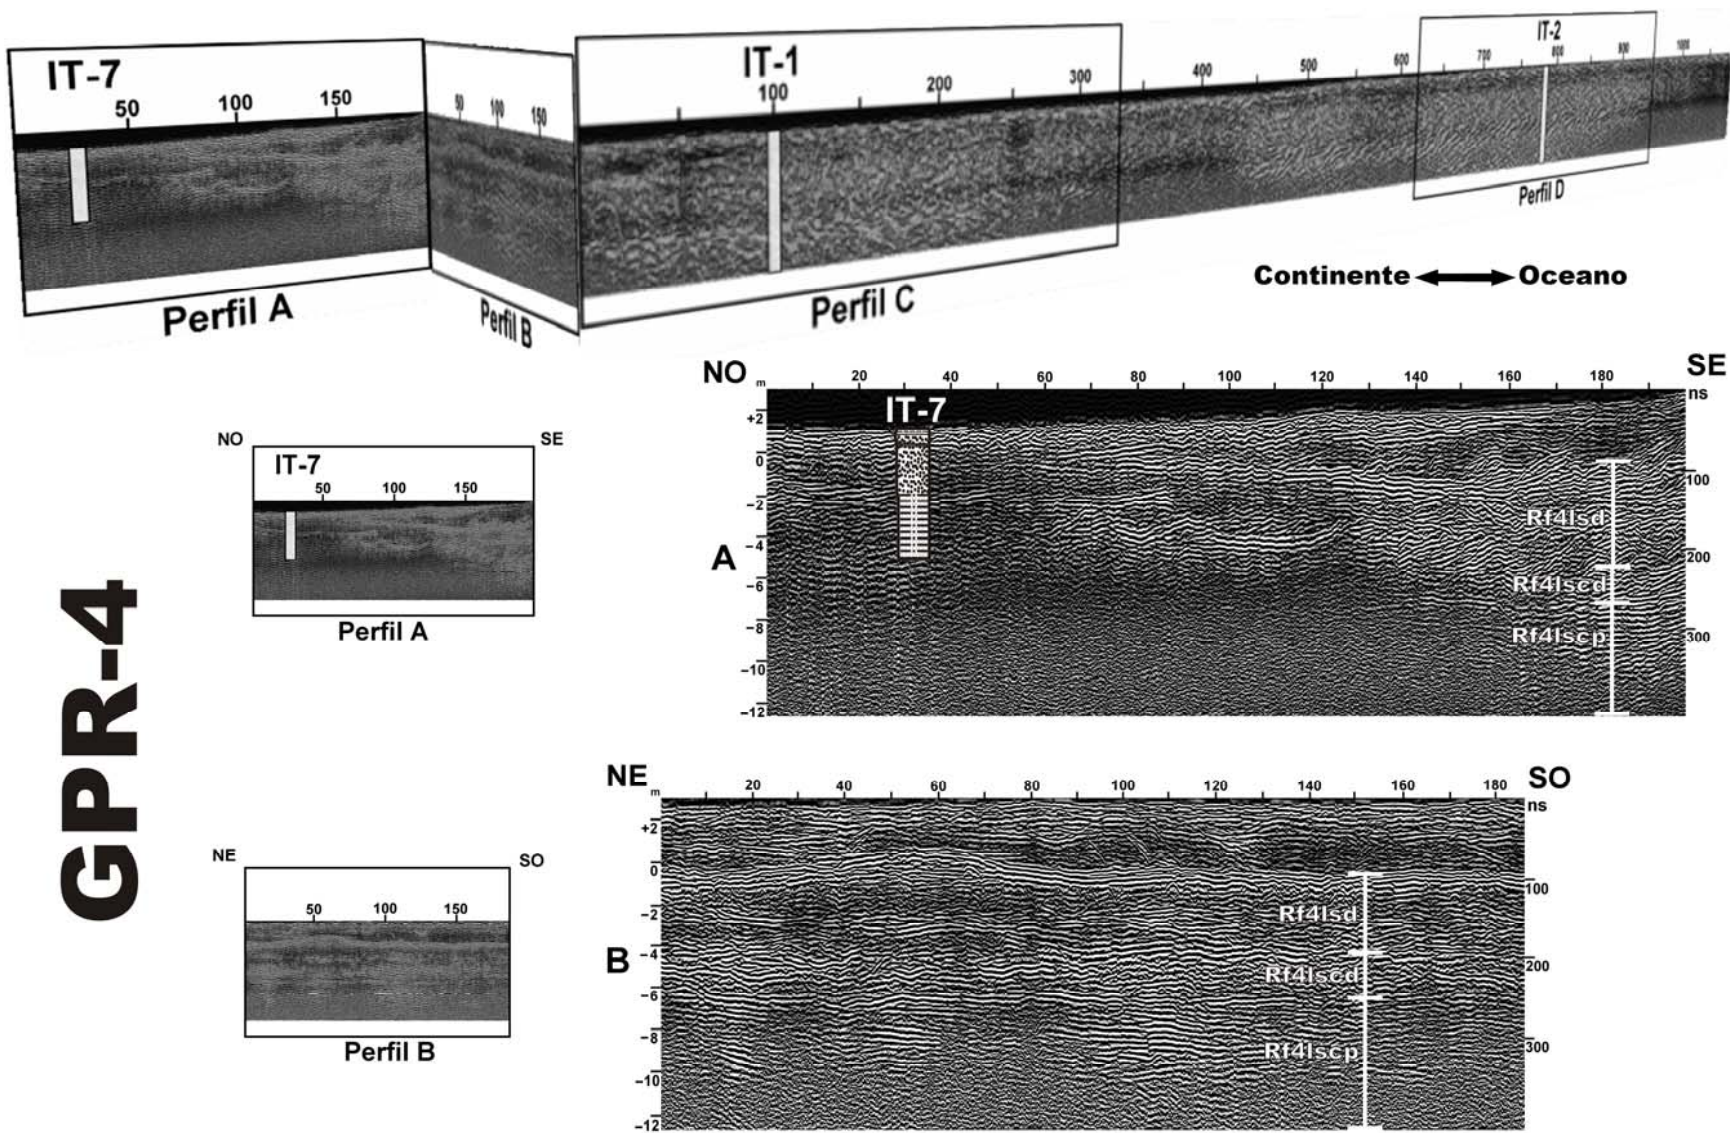 IT-7
50 100 150
Perfil A
50 100 150
Perfil B
IT-1
100 200 300 400 500 600 700 800 900 1000
IT-2
Perfil C
Perfil D
Continente Oceano
GPR-4
NO SE
IT-7
50 100 150
Perfil A
NO SE
m 20 40 60 80 100 120 140 160 180 ns
IT-7
+2
0
-2
-4
-6
-8
-10
-12
100
200
300
A
Rf4lsd
Rf4lscd
Rf4lscp
NE SO
50 100 150
Perfil B
NE SO
m 20 40 60 80 100 120 140 160 180 ns
+2
0
-2
-4
-6
-8
-10
-12
100
200
300
B
Rf4lsd
Rf4lscd
Rf4lscp